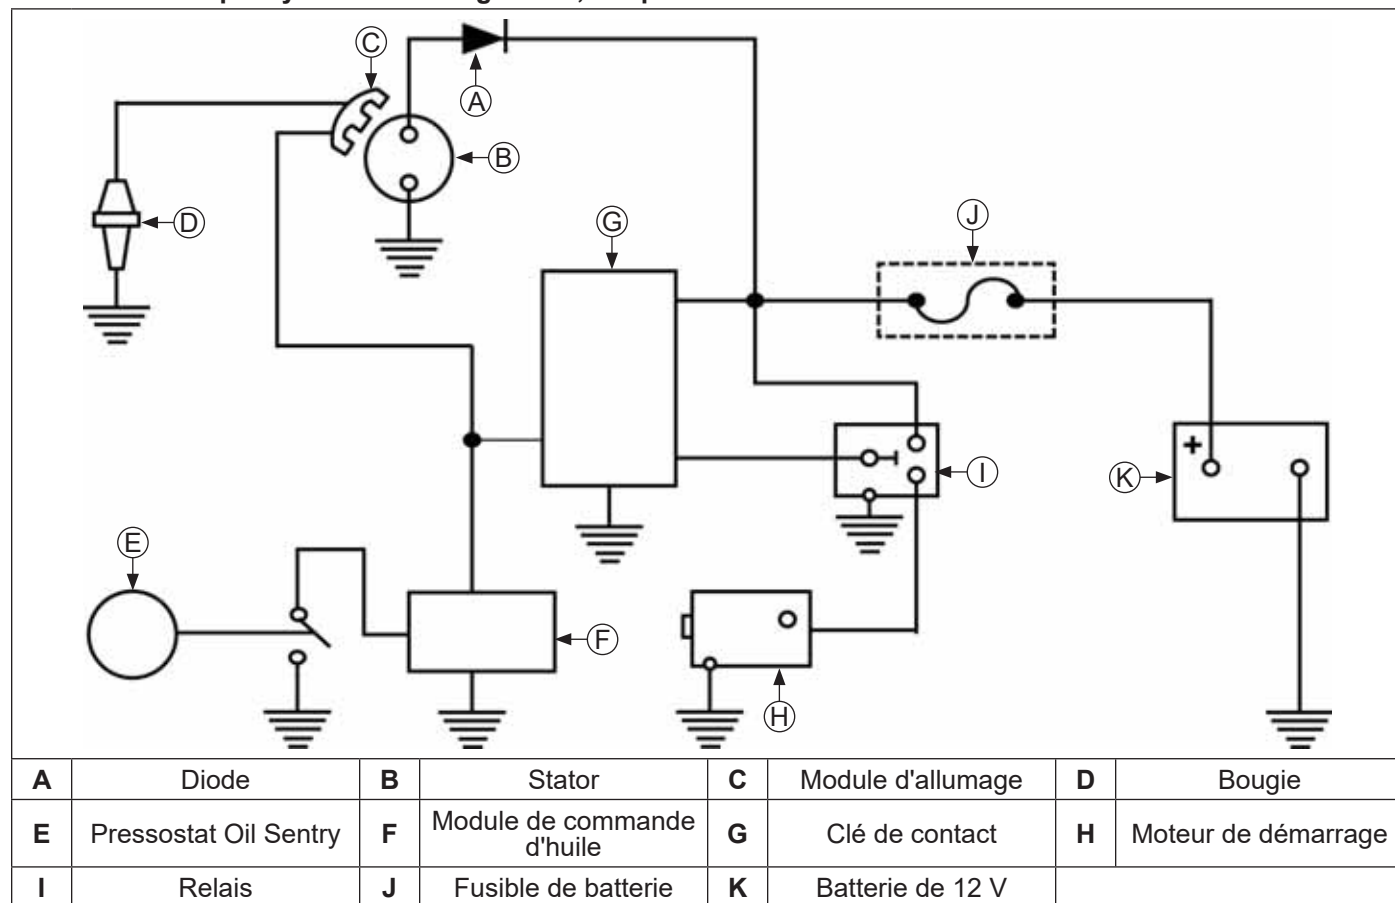 C
A
B
D
G
J
+
I
K
E
F
H
A Diode B Stator C Module d'allumage D Bougie
E Pressostat Oil Sentry F Module de commande d'huile G Clé de contact H Moteur de démarrage
I Relais J Fusible de batterie K Batterie de 12 V